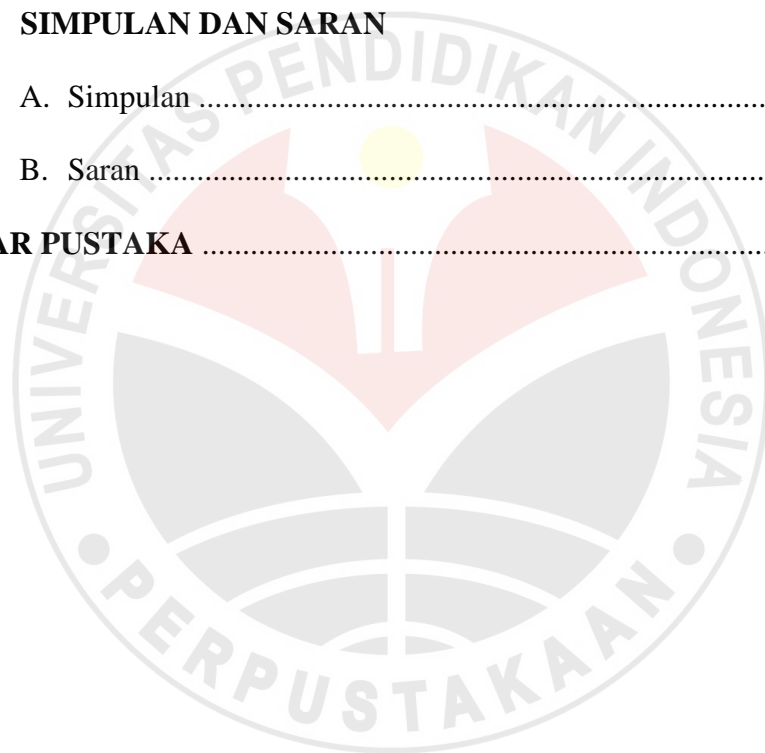 SIMPULAN DAN SARAN
A. Simpulan ........................................................................
B. Saran ..............................................................................
AR PUSTAKA ........................................................................
UNIVERSITAS PENDIDIKAN INDONESIA
PERPUSTAKAAN